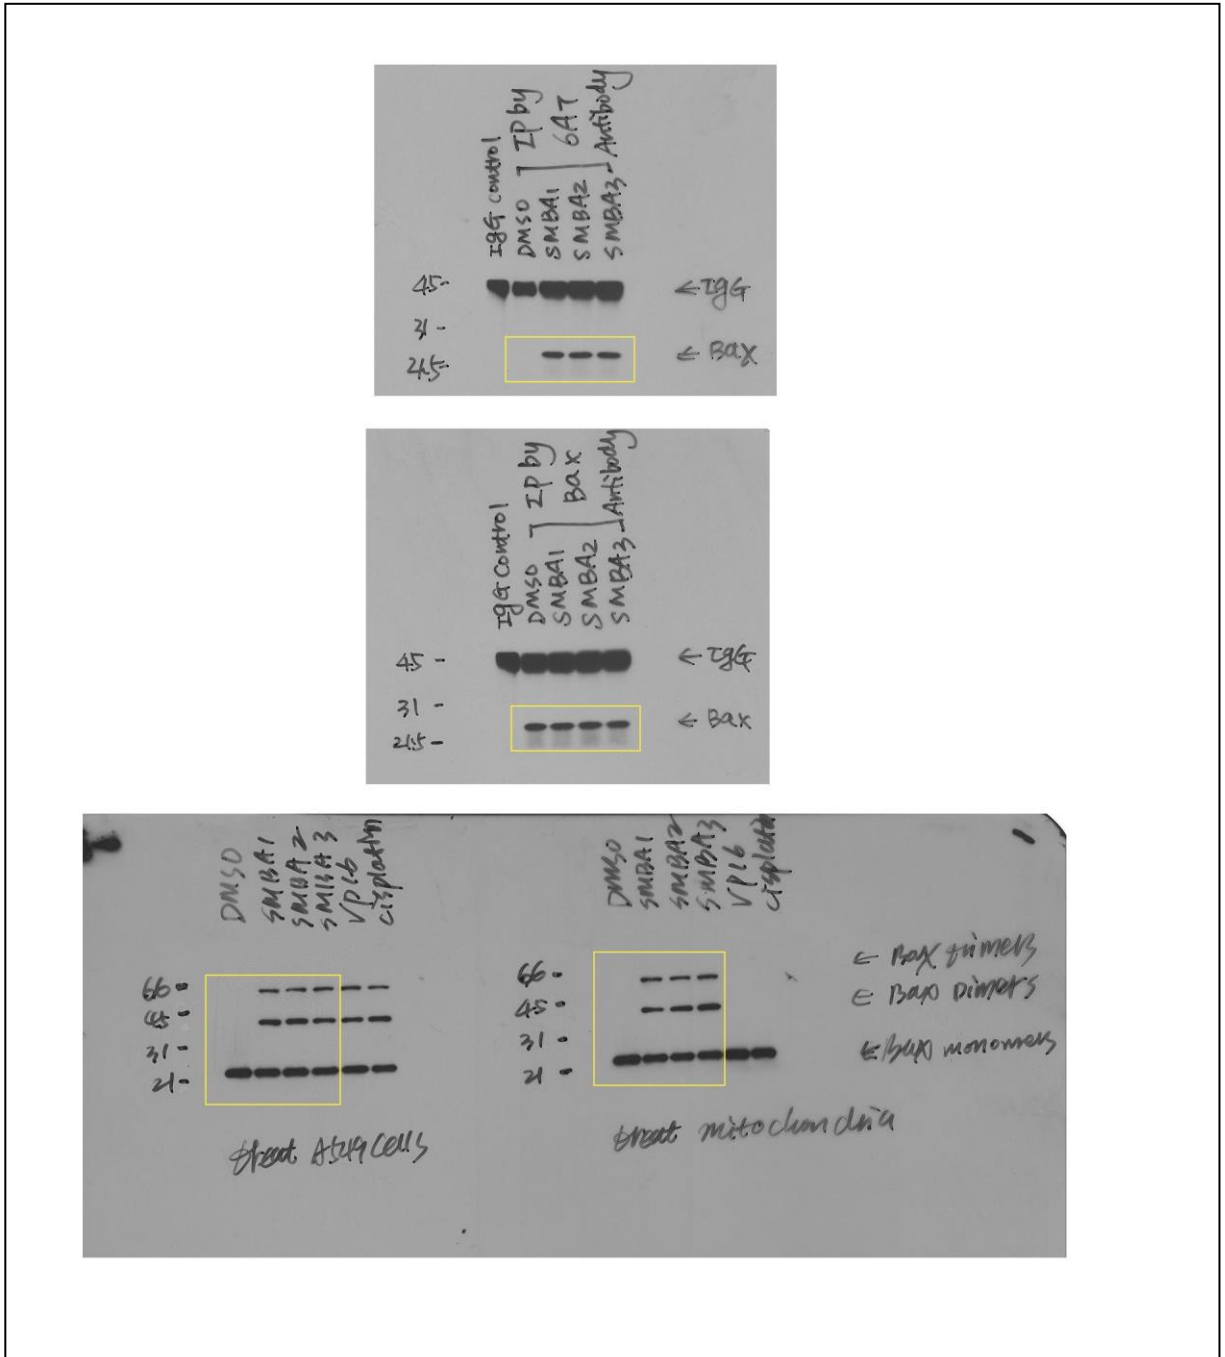 IgG control
DMSO
SMBA1
SMBA2
SMBA3
IP by
6A7
Antibody
45-
31-
21.5-
← IgG
← Bax
IgG Control
DMSO
SMBA1
SMBA2
SMBA3
IP by
Bax
Antibody
45 -
31 -
21.5 -
← IgG
← Bax
DMSO
SMBA1
SMBA2
SMBA3
VP16
cisplatin
66-
45-
31-
21-
treat A549 cells
DMSO
SMBA1
SMBA2
SMBA3
VP16
cisplatin
66-
45-
31-
21-
← Bax trimers
← Bax Dimers
← Bax monomers
treat mitochondria